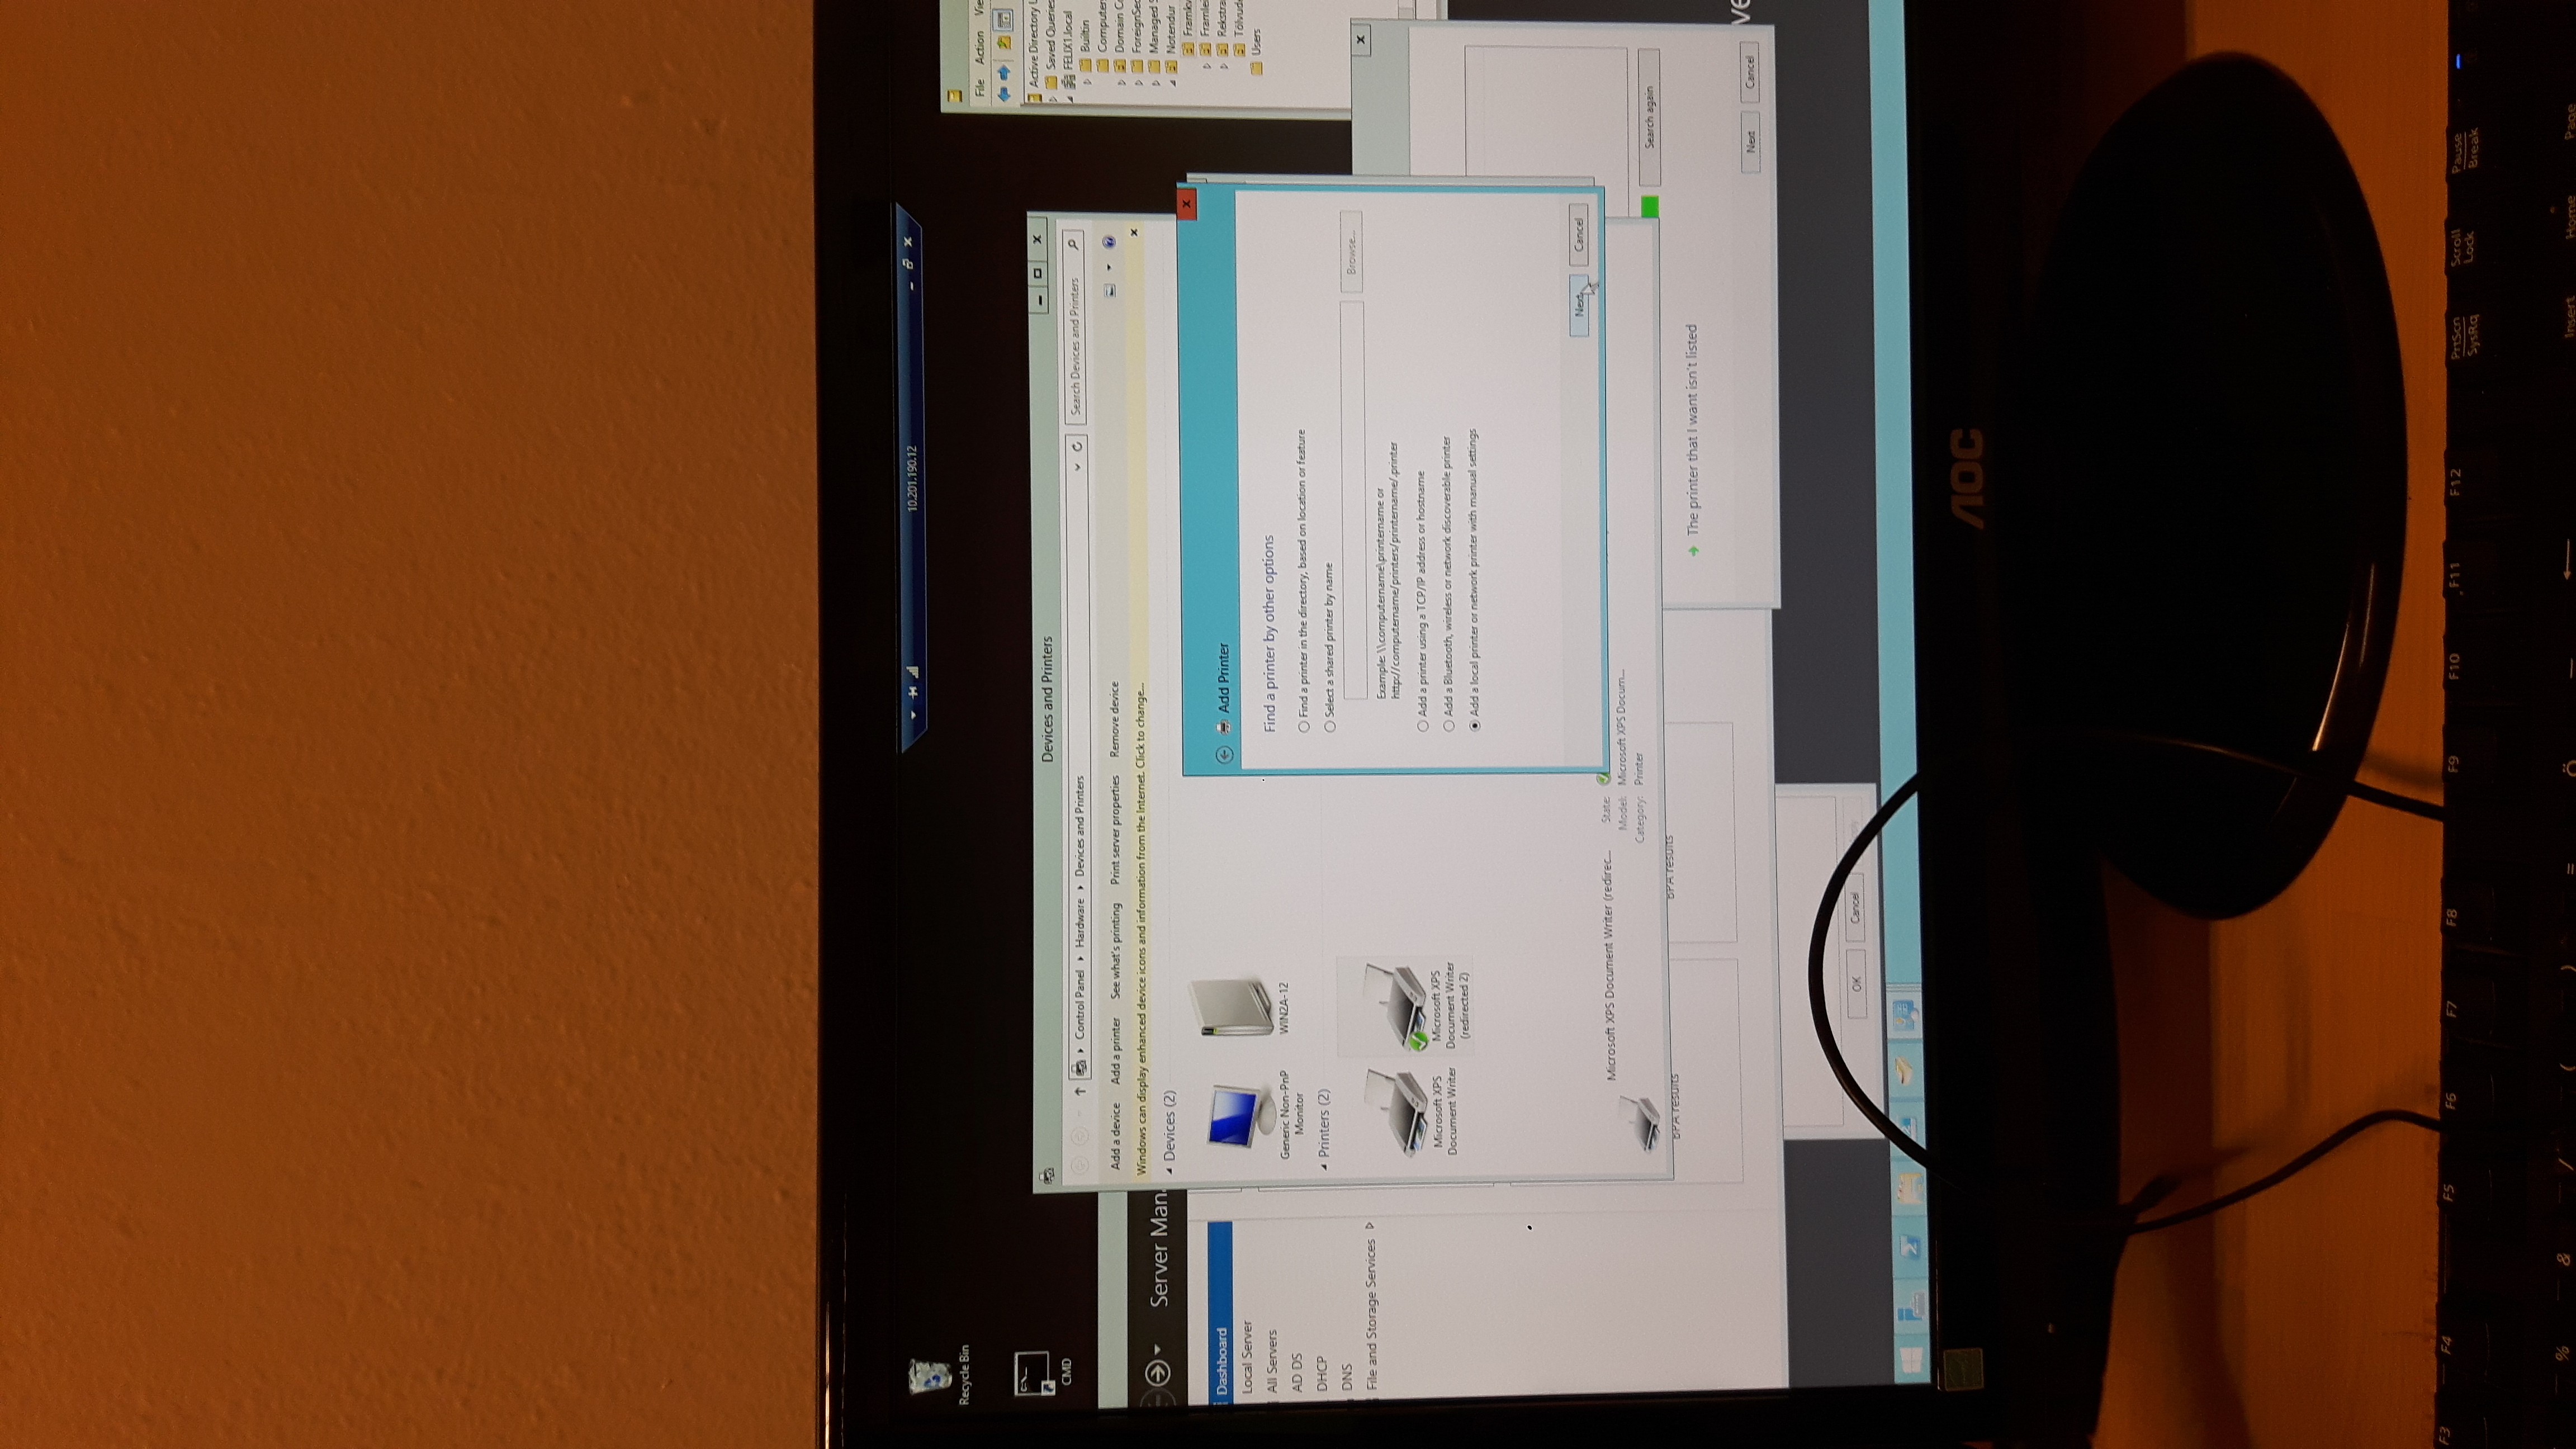 10.201.190.12
Recycle Bin
CMD
File Action
Active Directory
Saved Queries
FELIX1.local
Builtin
Domain
Managed
Notendur
Users
Devices and Printers
Control Panel Hardware Devices and Printers
Search Devices and Printers
Add a device Add a printer See what's printing Print server properties Remove device
Windows can display enhanced device icons and information from the Internet. Click to change...
Devices (2)
Generic Non-PnP
Monitor
WIN2A-12
Printers (2)
Microsoft XPS
Document Writer
Microsoft XPS
Document Writer
(redirected 2)
Microsoft XPS Document Writer (redirec...
State:
Model: Microsoft XPS Docum...
Category: Printer
Server Man
Dashboard
Local Server
All Servers
AD DS
DHCP
DNS
File and Storage Services
Add Printer
Find a printer by other options
Find a printer in the directory, based on location or feature
Select a shared printer by name
Browse...
Example: \\computername\printername or
http://computername/printers/printername/.printer
Add a printer using a TCP/IP address or hostname
Add a Bluetooth, wireless or network discoverable printer
Add a local printer or network printer with manual settings
Next Cancel
Search again
The printer that I want isn't listed
Next Cancel
BPA results
BPA results
OK Cancel
AOC
F3 F4 F5 F6 F7 F8 F9 F10 F11 F12
PrtScn
SysRq
Scroll
Lock
Pause
Break
% & / ( ) = Ö
Insert Home Page